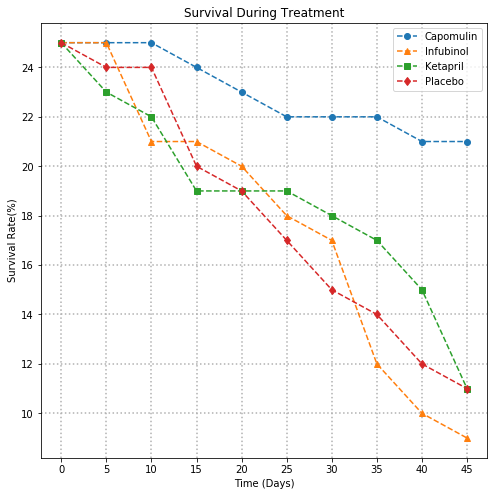 Survival During Treatment
Capomulin
Infubinol
Ketapril
Placebo
24
22
20
18
16
14
12
10
Survival Rate(%)
0 5 10 15 20 25 30 35 40 45
Time (Days)